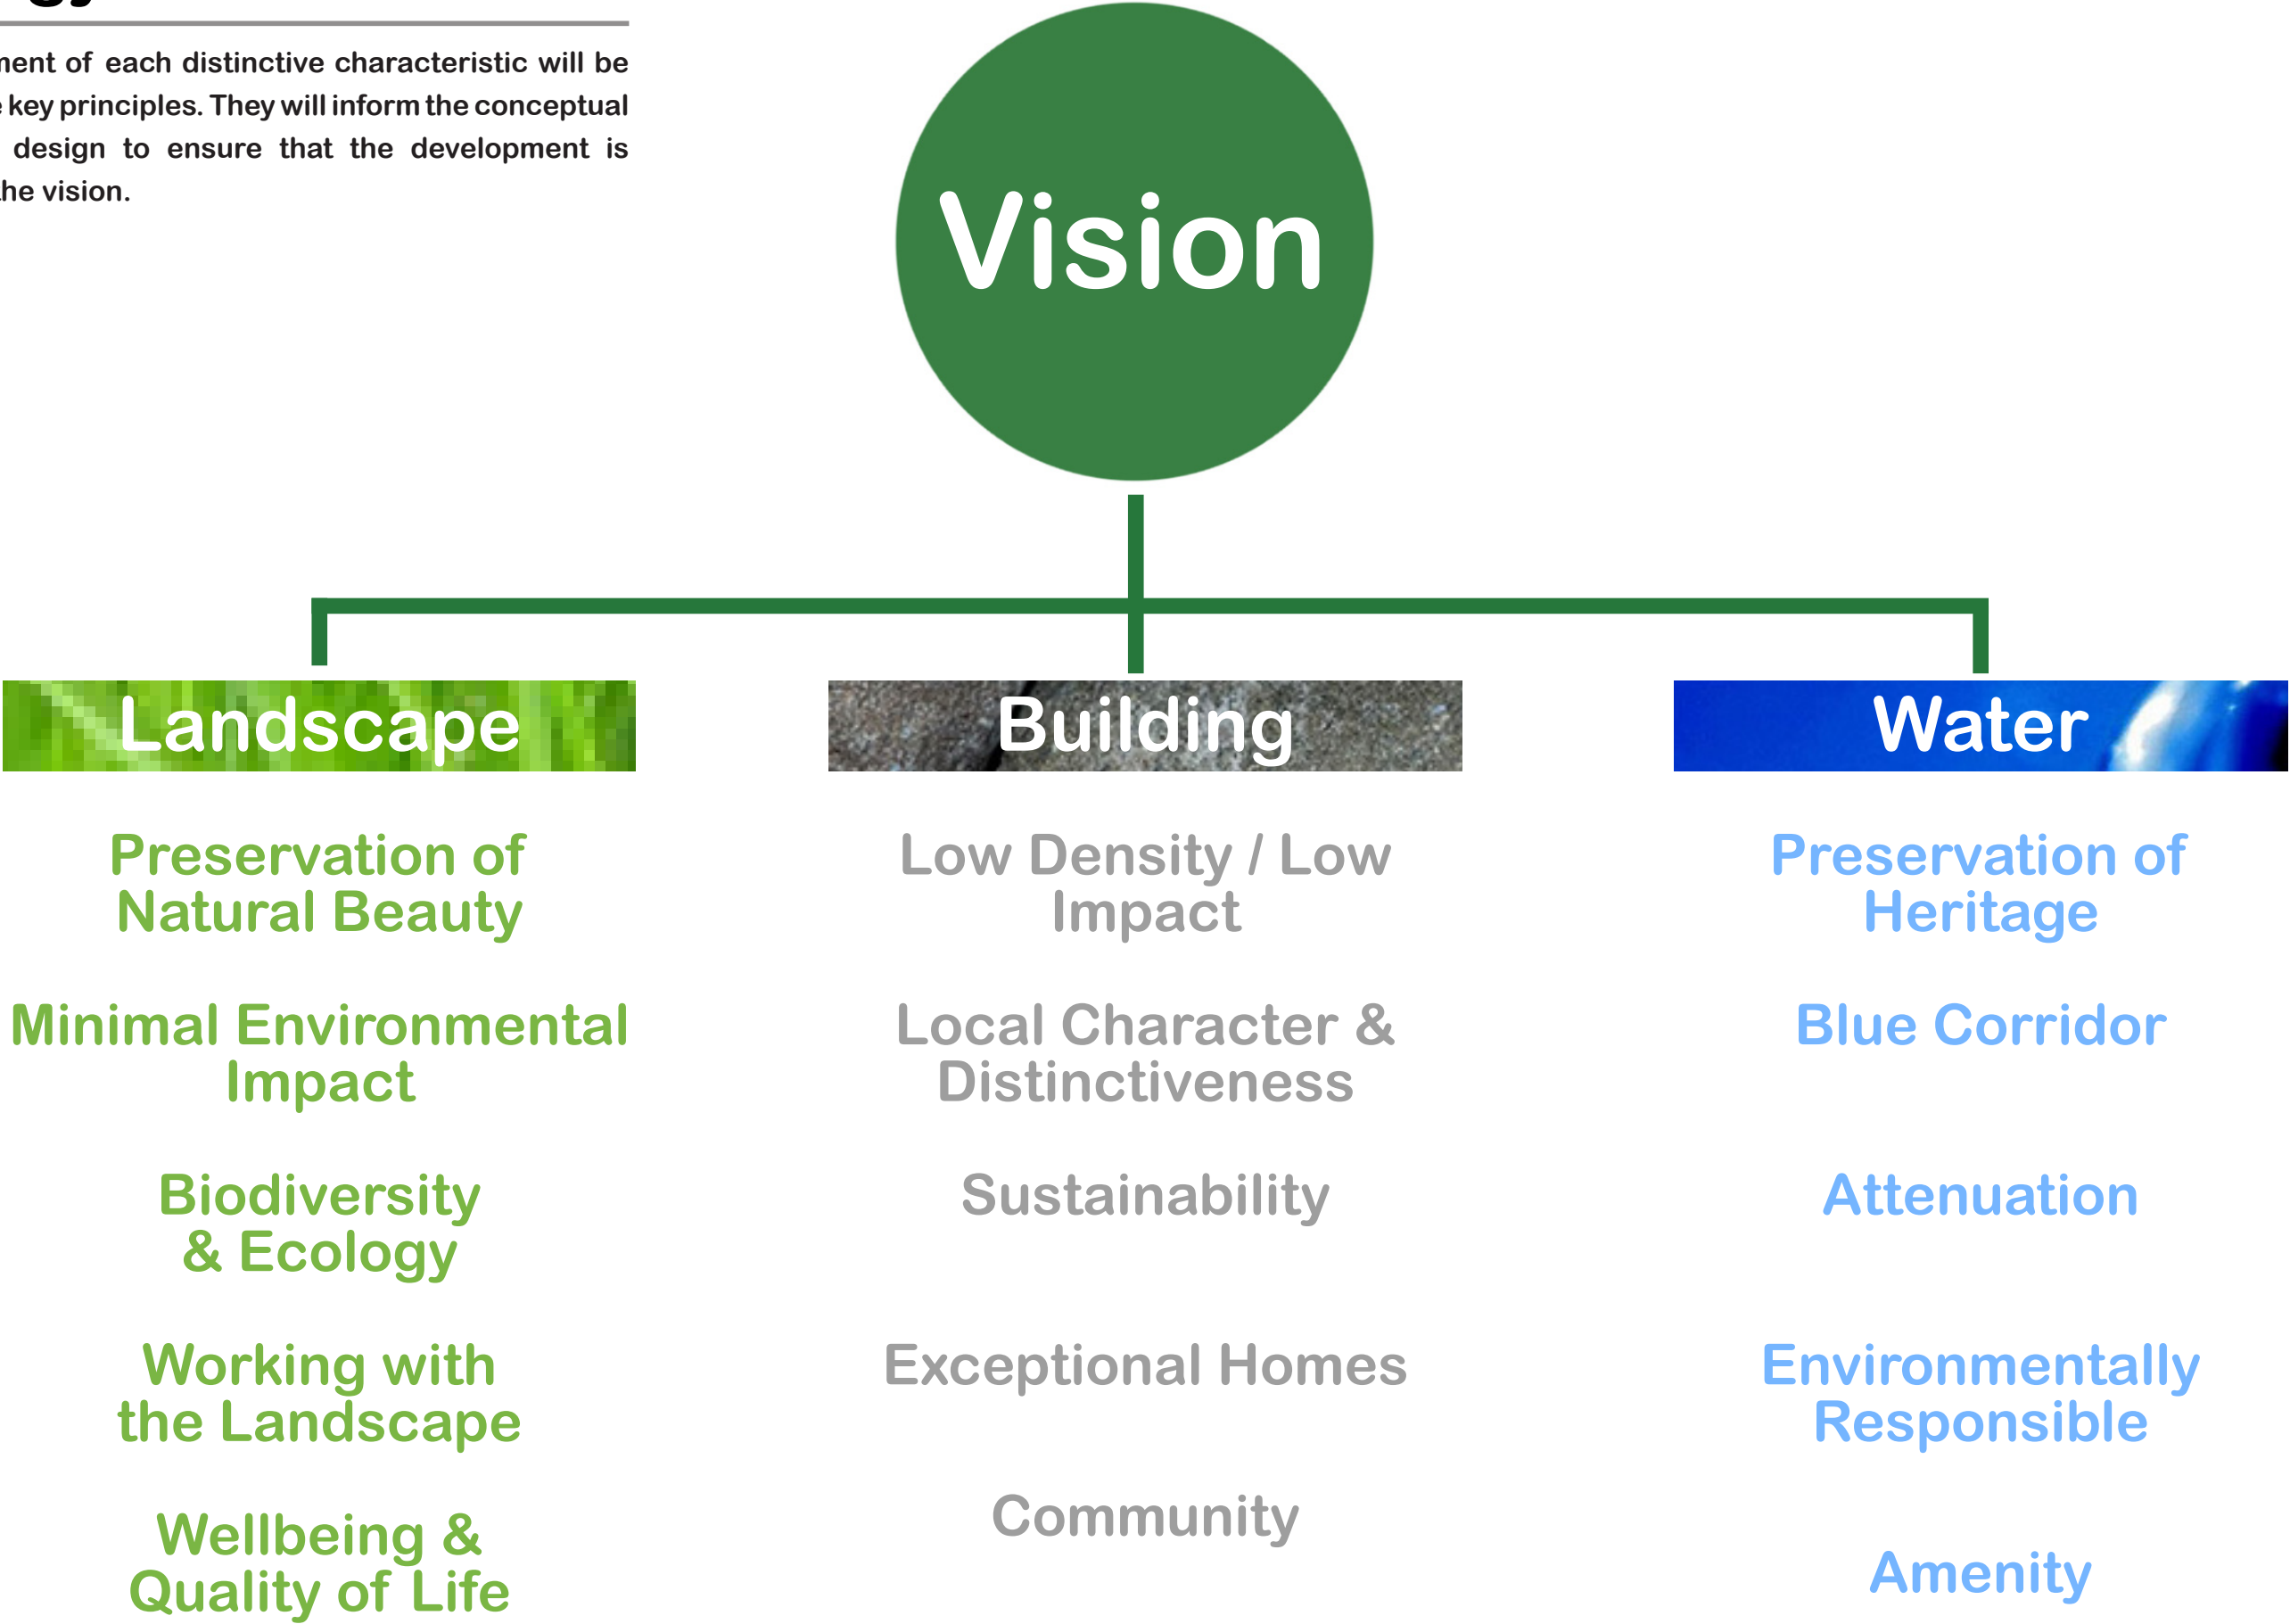 of each distinctive characteristic will be
key principles. They will inform the conceptual
design to ensure that the development is
the vision.
Vision
Landscape
Preservation of
Natural Beauty
Minimal Environmental
Impact
Biodiversity
& Ecology
Working with
the Landscape
Wellbeing &
Quality of Life
Building
Low Density / Low
Impact
Local Character &
Distinctiveness
Sustainability
Exceptional Homes
Community
Water
Preservation of
Heritage
Blue Corridor
Attenuation
Environmentally
Responsible
Amenity